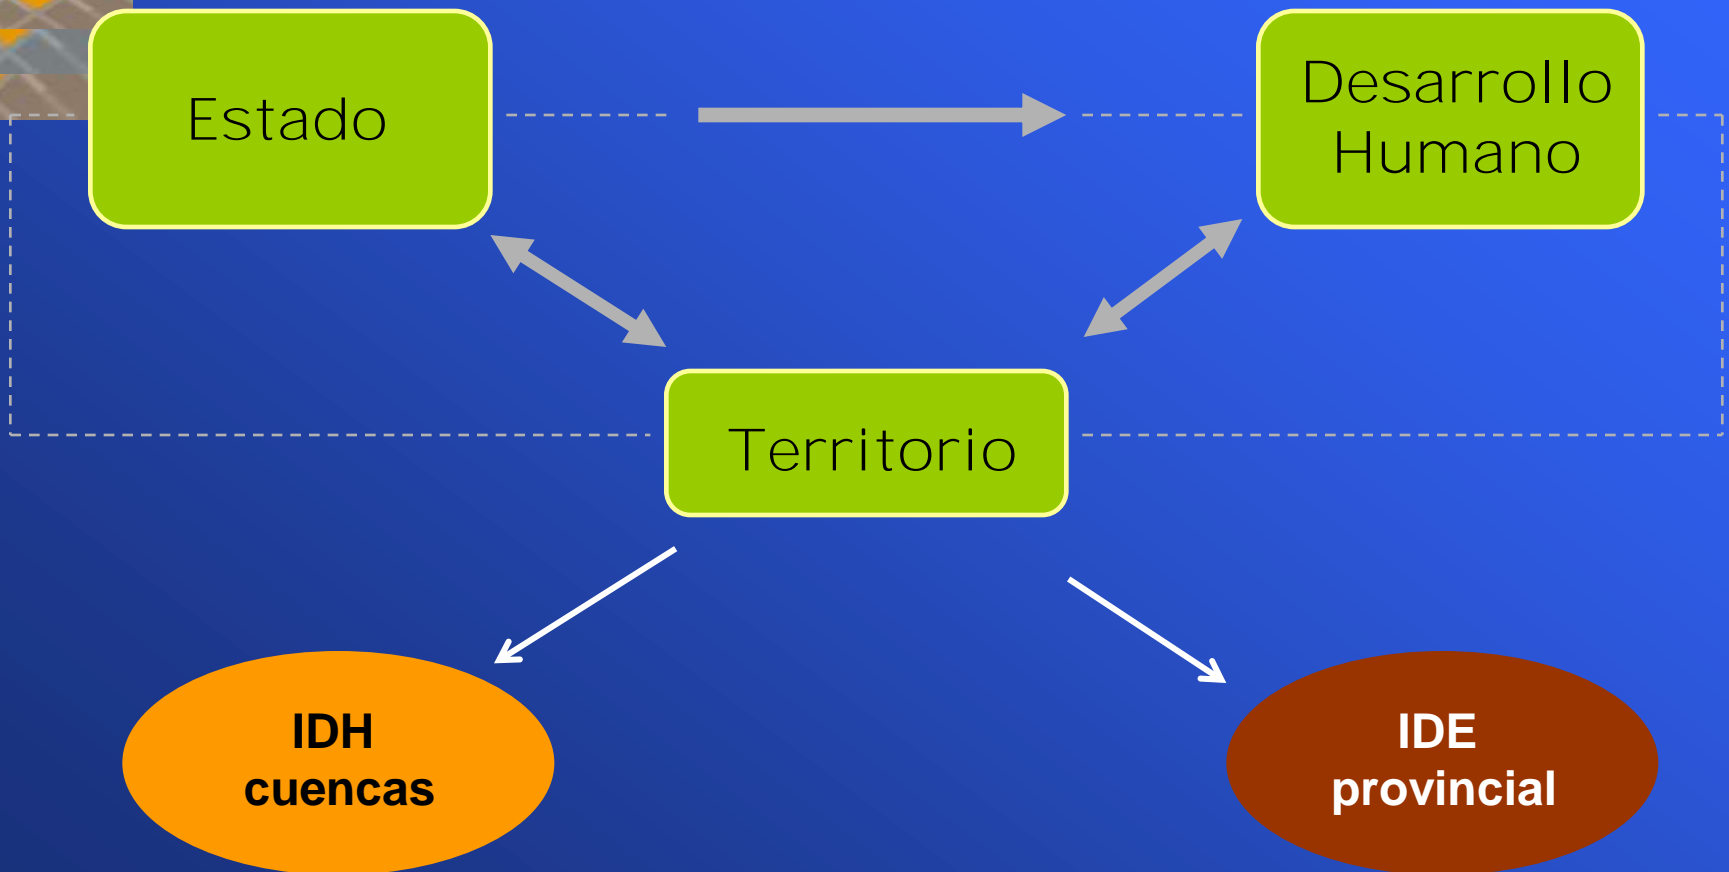 Estado
Desarrollo
Humano
Territorio
IDH
cuencas
IDE
provincial